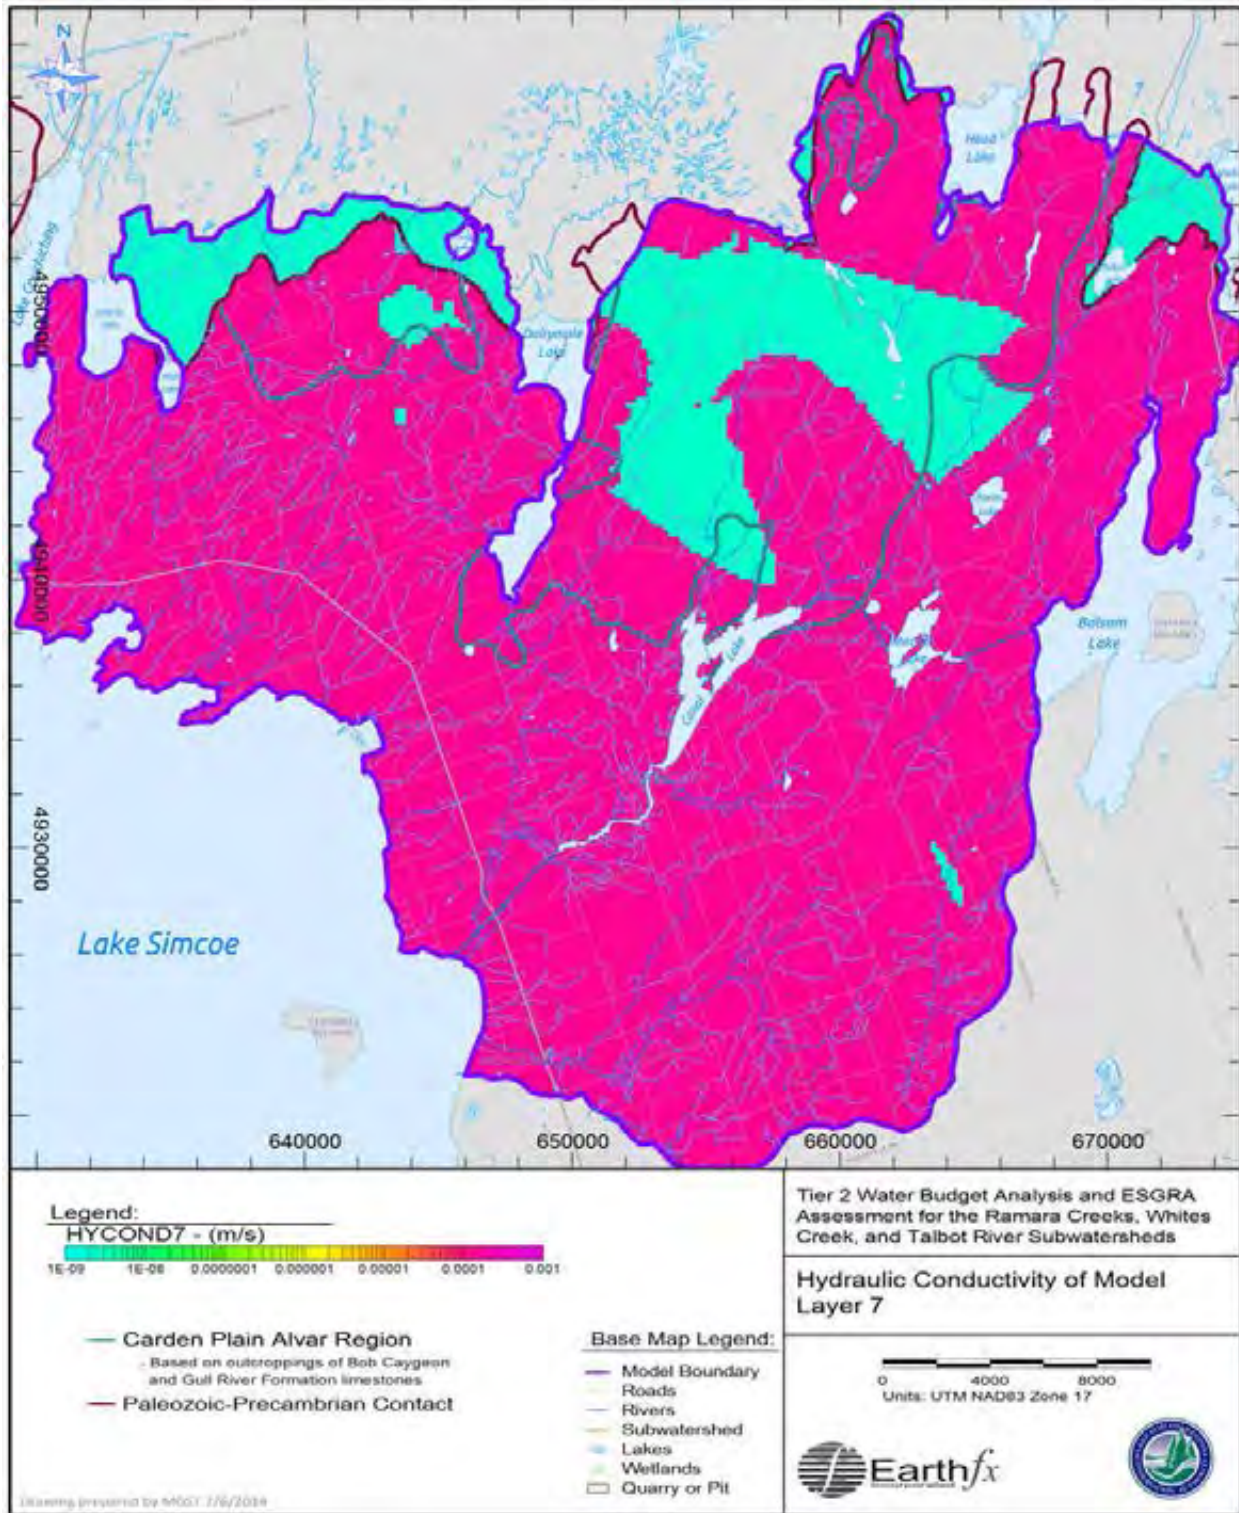 N
Head
Lake
Dalrymple
Lake
4950000
4940000
Balsam
Lake
Canal
Lake
4930000
Lake Simcoe
640000
650000
660000
670000
Legend:
HYCOND7 - (m/s)
1E-09 1E-08 0.0000001 0.000001 0.00001 0.0001 0.001
Carden Plain Alvar Region
- Based on outcroppings of Bob Caygeon
and Gull River Formation limestones
Paleozoic-Precambrian Contact
Base Map Legend:
Model Boundary
Roads
Rivers
Subwatershed
Lakes
Wetlands
Quarry or Pit
Tier 2 Water Budget Analysis and ESGRA
Assessment for the Ramara Creeks, Whites
Creek, and Talbot River Subwatersheds
Hydraulic Conductivity of Model
Layer 7
0 4000 8000
Units: UTM NAD83 Zone 17
Earthfx
Drawing prepared by